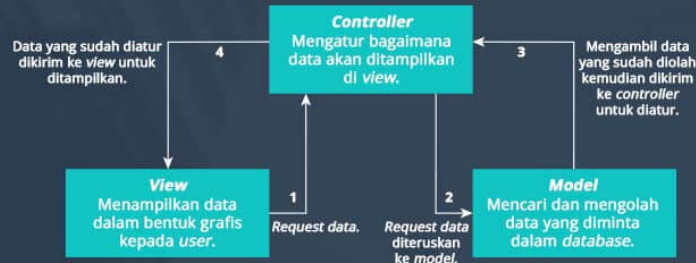 Controller
Mengatur bagaimana
data akan ditampilkan
di view.
Data yang sudah diatur
dikirim ke view untuk
ditampilkan.
4
3
Mengambil data
yang sudah diolah
kemudian dikirim
ke controller
untuk diatur.
View
Menampilkan data
dalam bentuk grafis
kepada user.
1
Request data.
2
Request data
diteruskan
ke model.
Model
Mencari dan mengolah
data yang diminta
dalam database.